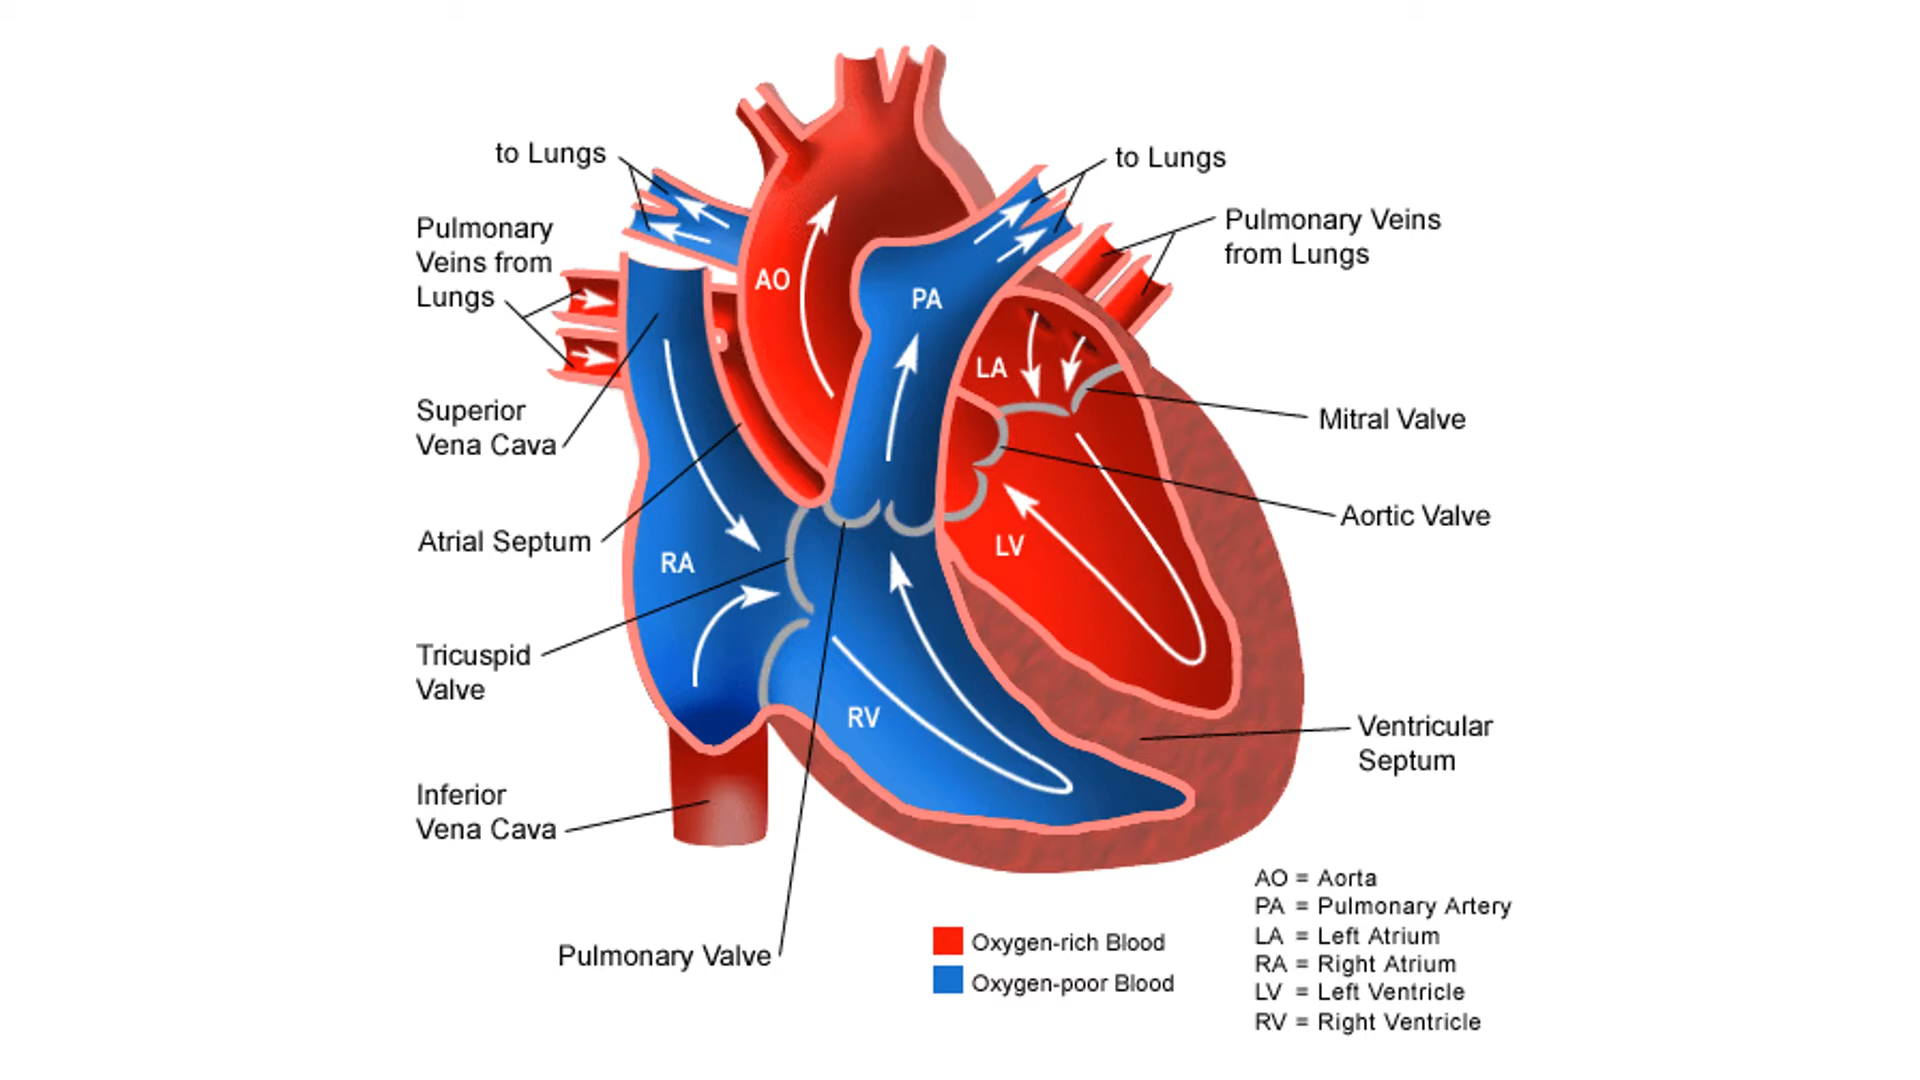 to Lungs
Pulmonary
Veins from
Lungs
Superior
Vena Cava
Atrial Septum
Tricuspid
Valve
Inferior
Vena Cava
Pulmonary Valve
AO
PA
LA
RA
LV
RV
to Lungs
Pulmonary Veins
from Lungs
Mitral Valve
Aortic Valve
Ventricular
Septum
Oxygen-rich Blood
Oxygen-poor Blood
AO = Aorta
PA = Pulmonary Artery
LA = Left Atrium
RA = Right Atrium
LV = Left Ventricle
RV = Right Ventricle